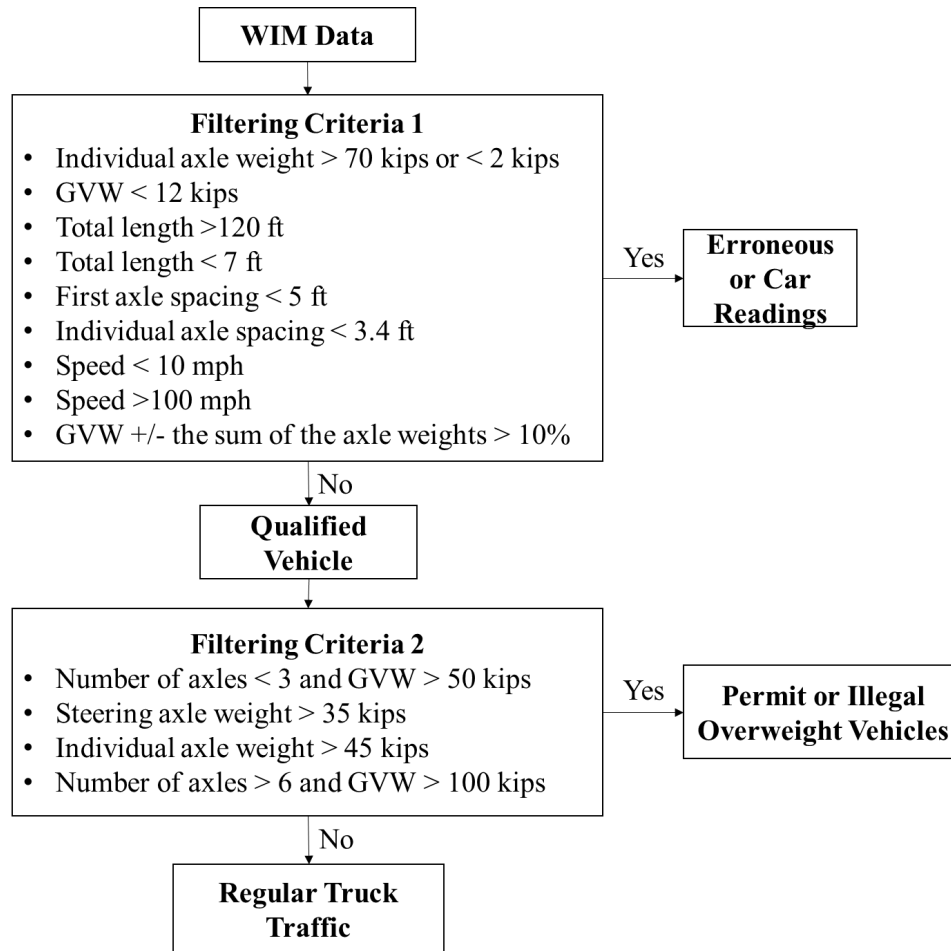 WIM Data
Filtering Criteria 1
• Individual axle weight > 70 kips or < 2 kips
• GVW < 12 kips
• Total length >120 ft
• Total length < 7 ft
• First axle spacing < 5 ft
• Individual axle spacing < 3.4 ft
• Speed < 10 mph
• Speed >100 mph
• GVW +/- the sum of the axle weights > 10%
Yes
Erroneous
or Car
Readings
No
Qualified
Vehicle
Filtering Criteria 2
• Number of axles < 3 and GVW > 50 kips
• Steering axle weight > 35 kips
• Individual axle weight > 45 kips
• Number of axles > 6 and GVW > 100 kips
Yes
Permit or Illegal
Overweight Vehicles
No
Regular Truck
Traffic